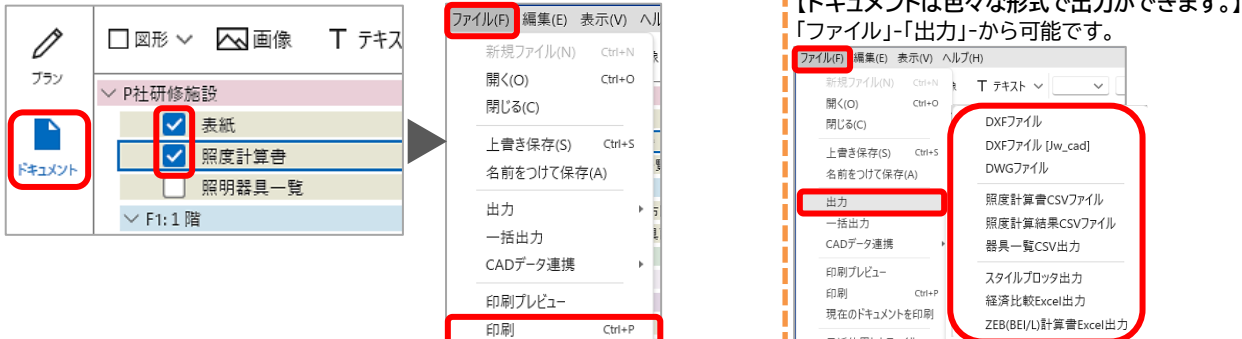 図形
画像
T テキス
プラン
ドキュメント
P社研修施設
表紙
照度計算書
照明器具一覧
F1:1階
ファイル(F) 編集(E) 表示(V) ヘル
新規ファイル(N) Ctrl+N
開く(O) Ctrl+O
閉じる(C)
上書き保存(S) Ctrl+S
名前をつけて保存(A)
出力
一括出力
CADデータ連携
印刷プレビュー
印刷 Ctrl+P
【ドキュメントは色々な形式で出力ができます。】
「ファイル」-「出力」-から可能です。
ファイル(F) 編集(E) 表示(V) ヘルプ(H)
T テキスト
新規ファイル(N) Ctrl+N
開く(O) Ctrl+O
閉じる(C)
上書き保存(S) Ctrl+S
名前をつけて保存(A)
出力
一括出力
CADデータ連携
印刷プレビュー
印刷 Ctrl+P
現在のドキュメントを印刷
DXFファイル
DXFファイル [Jw_cad]
DWGファイル
照度計算書CSVファイル
照度計算結果CSVファイル
器具一覧CSV出力
スタイルプロッタ出力
経済比較Excel出力
ZEB(BEI/L)計算書Excel出力